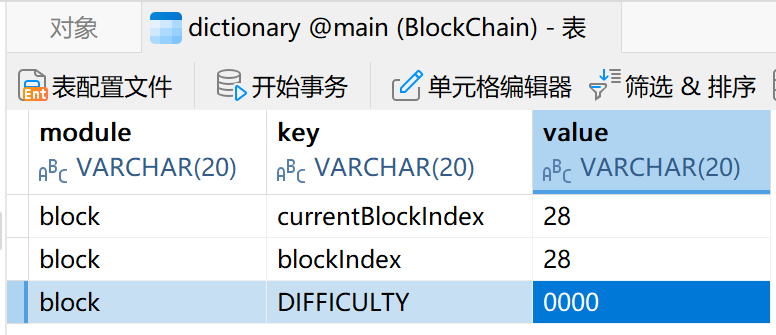 对象 dictionary @main (BlockChain) - 表
Ent 表配置文件 开始事务 单元格编辑器 筛选 & 排序
module key value
ABC VARCHAR(20) ABC VARCHAR(20) ABC VARCHAR(20)
block currentBlockIndex 28
block blockIndex 28
block DIFFICULTY 0000